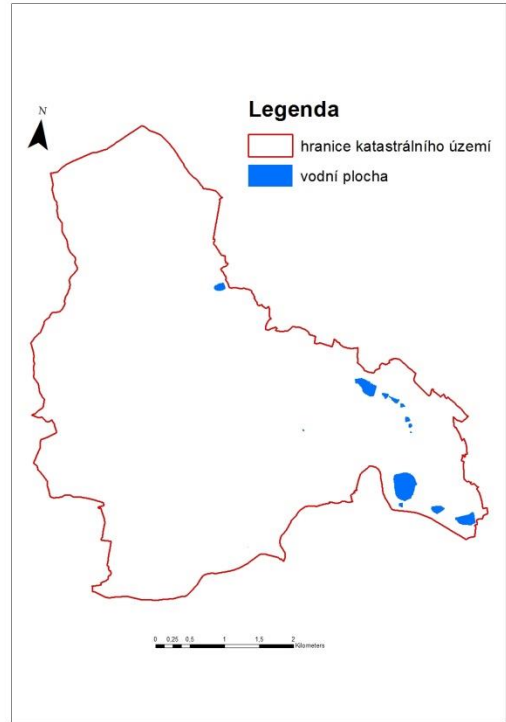 Legenda
N
hranice katastrálního území
vodní plocha
0 0,25 0,5 1 1,5 2
Kilometers